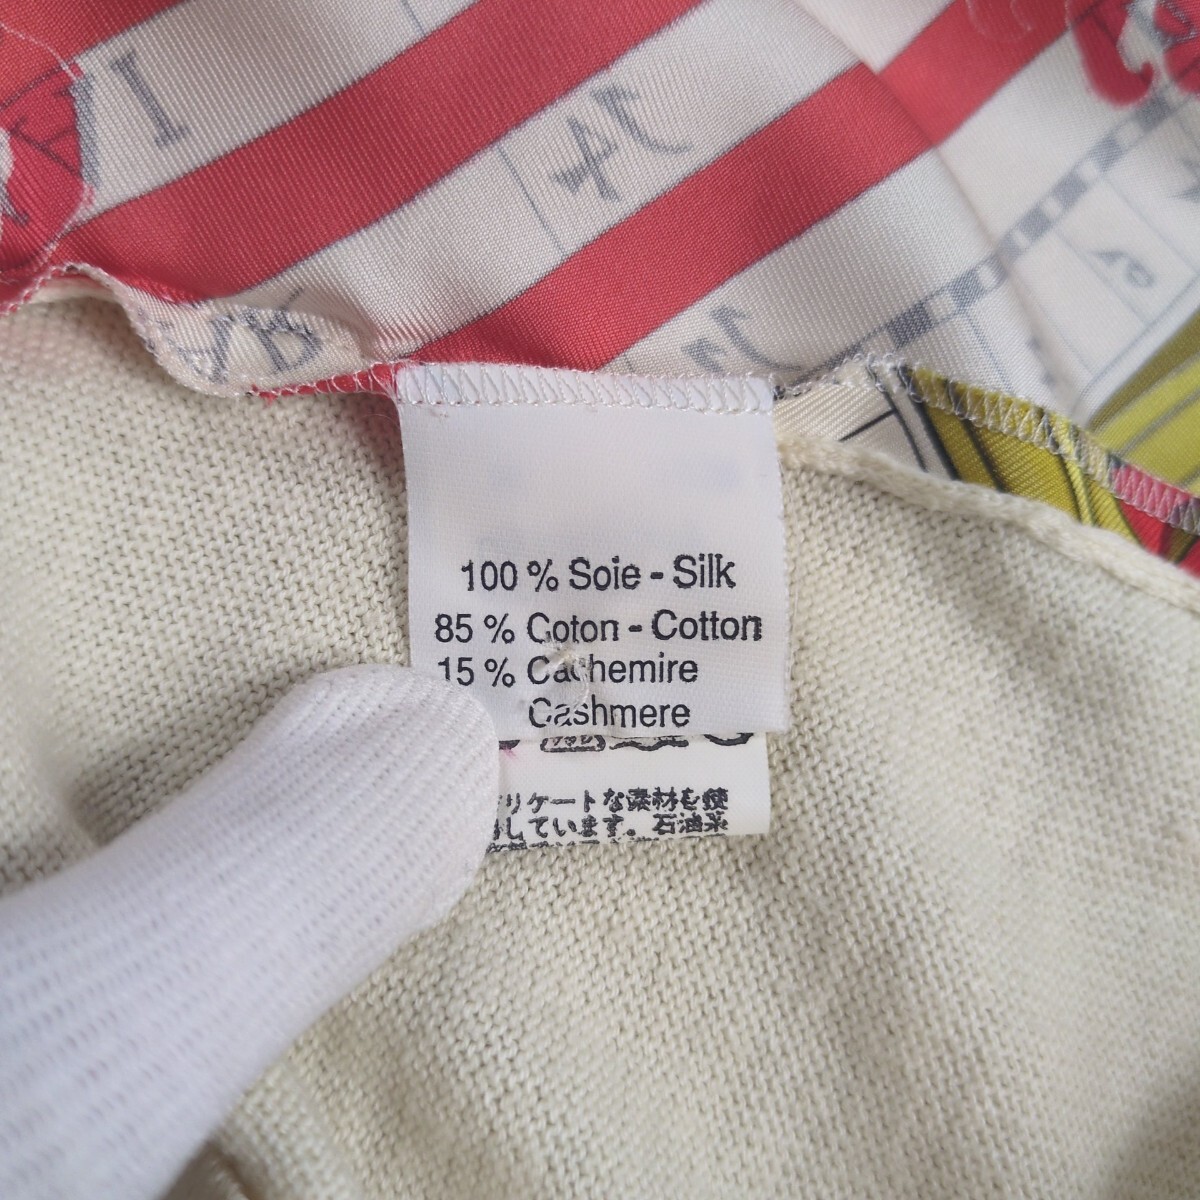 100 % Soie - Silk
85 % Coton - Cotton
15 % Cachemire
Cashmere
リケートな素材を使
しています。石油系